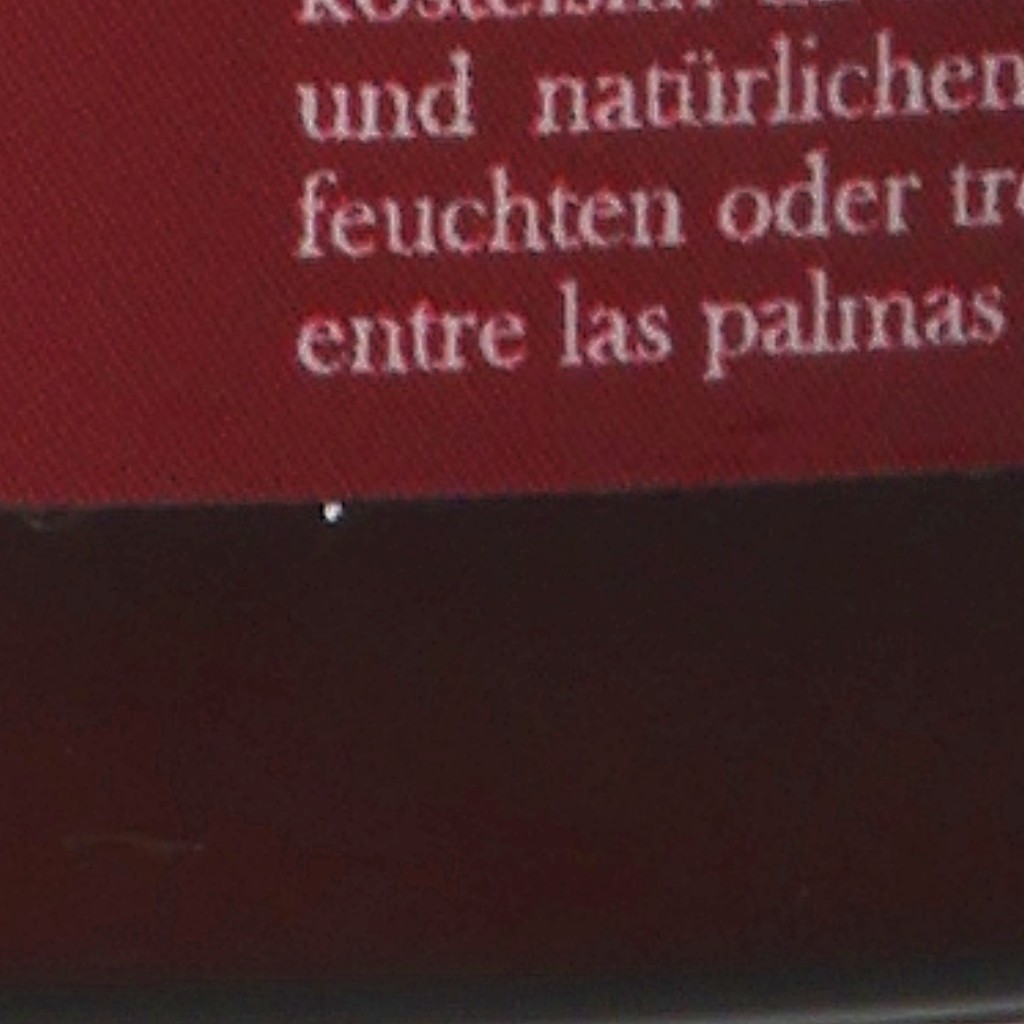 und natürlichen
feuchten oder
entre las palmas